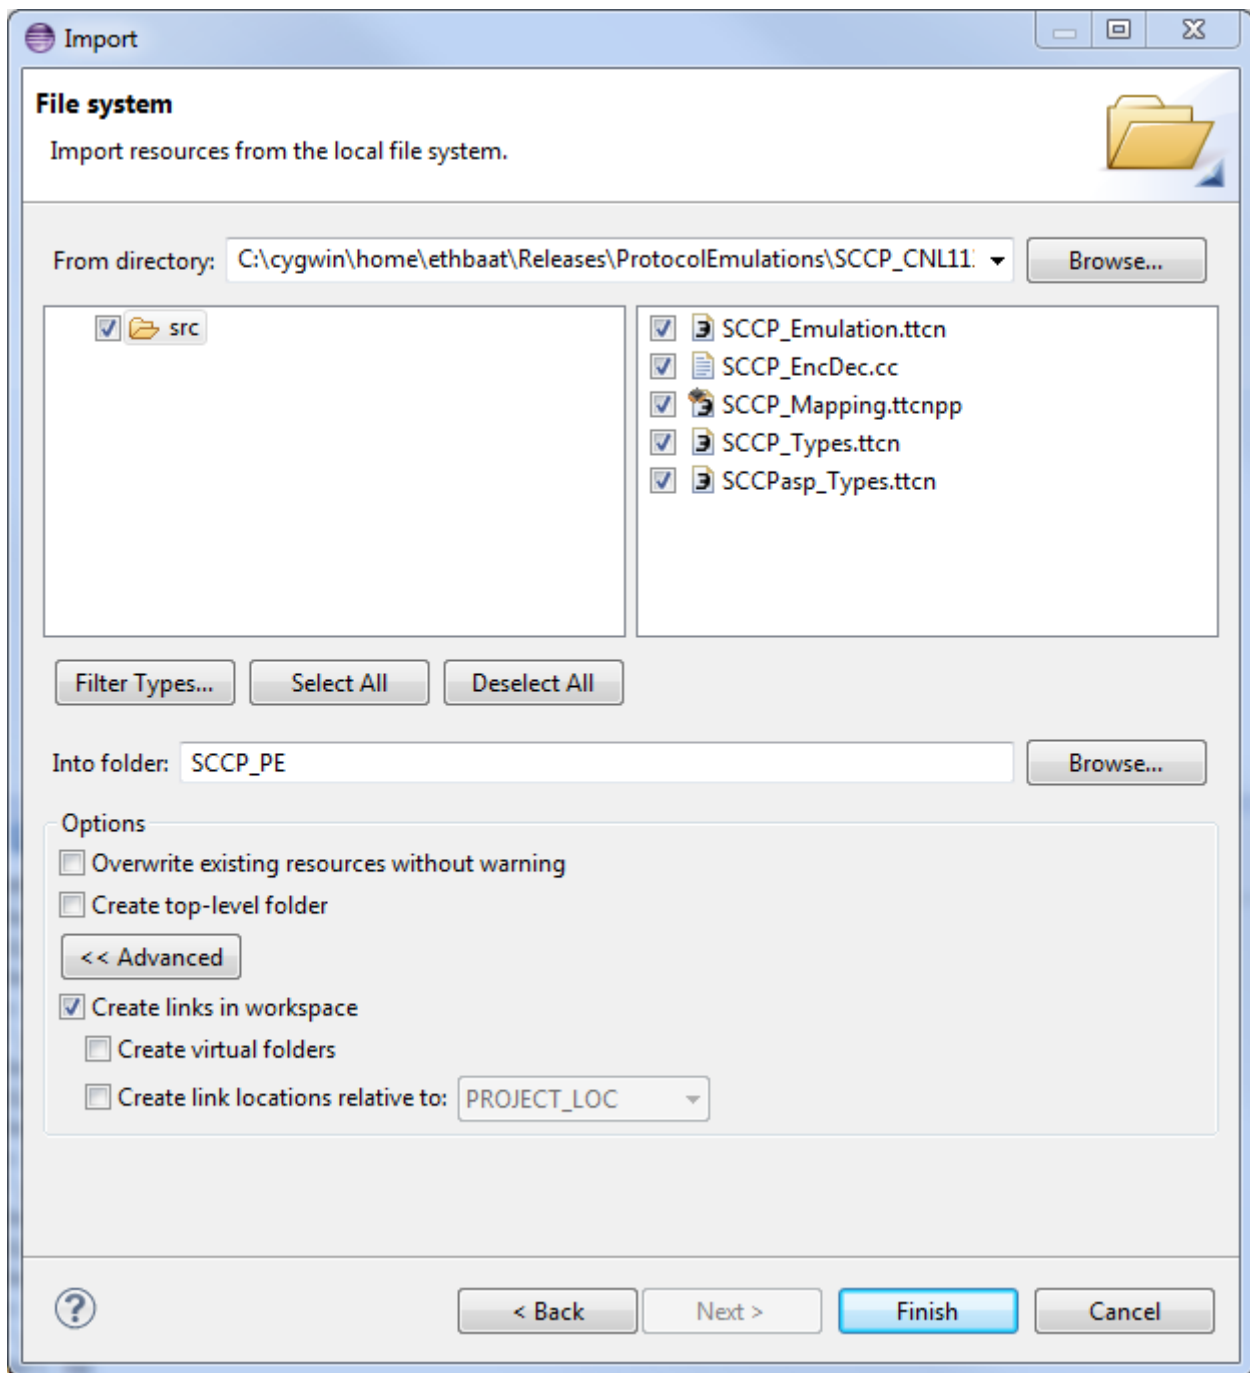 Import
File system
Import resources from the local file system.
From directory: C:\cygwin\home\ethbaat\Releases\ProtocolEmulations\SCCP_CNL11 Browse...
src
SCCP_Emulation.ttcn
SCCP_EncDec.cc
SCCP_Mapping.ttcnpp
SCCP_Types.ttcn
SCCPasp_Types.ttcn
Filter Types... Select All Deselect All
Into folder: SCCP_PE Browse...
Options
Overwrite existing resources without warning
Create top-level folder
<< Advanced
Create links in workspace
Create virtual folders
Create link locations relative to: PROJECT_LOC
? < Back Next > Finish Cancel